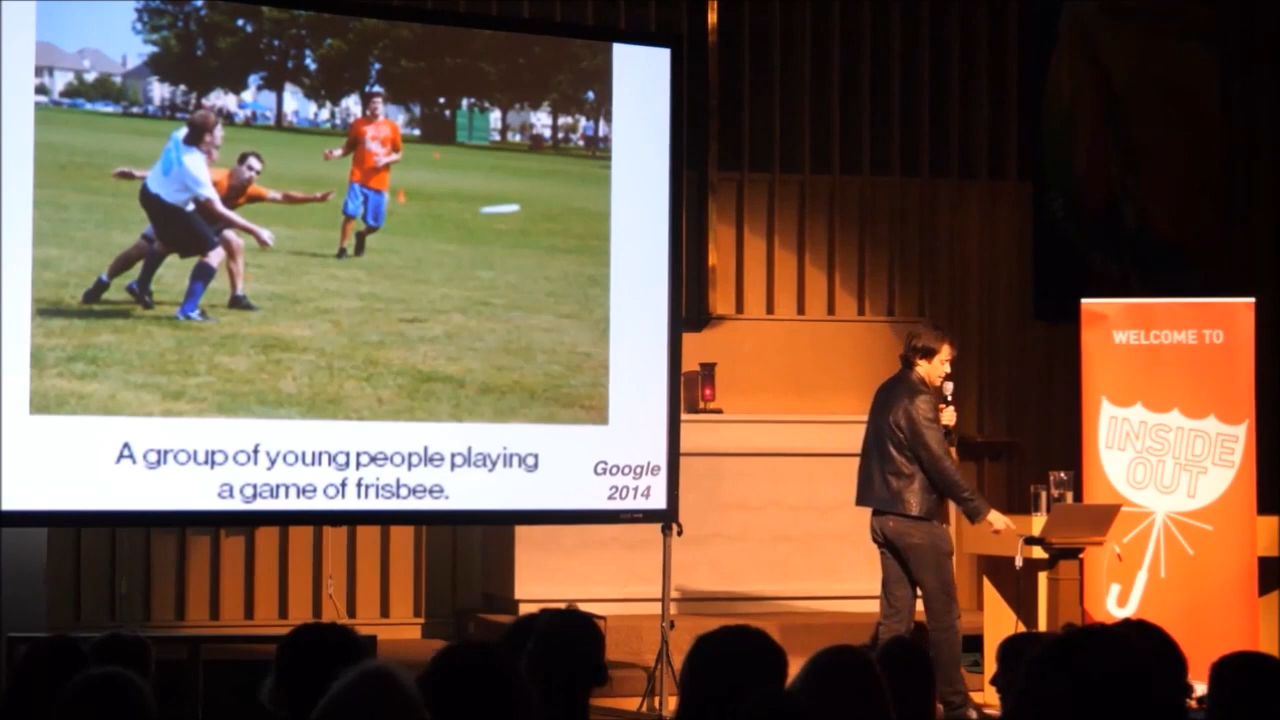 A group of young people playing
a game of frisbee.
Google
2014
WELCOME TO
INSIDE
OUT